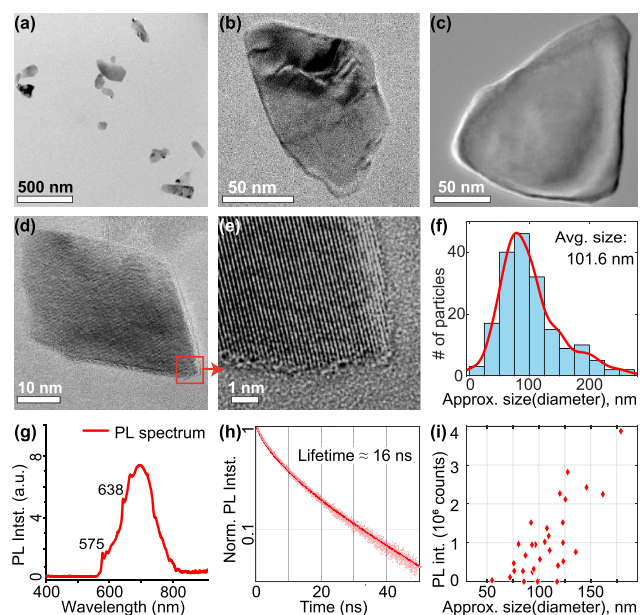 (a)
500 nm
(b)
50 nm
(c)
50 nm
(d)
10 nm
(e)
1 nm
(f)
Avg. size:
101.6 nm
# of particles
40
20
0
0
100
200
Approx. size(diameter), nm
(g)
PL spectrum
PL Intst. (a.u.)
8
4
0
638
575
400
600
800
Wavelength (nm)
(h)
Lifetime ≈ 16 ns
Norm. PL Intst.
1
0.1
0
20
40
Time (ns)
(i)
PL int. (10⁶ counts)
4
3
2
1
0
50
100
150
Approx. size(diameter), nm